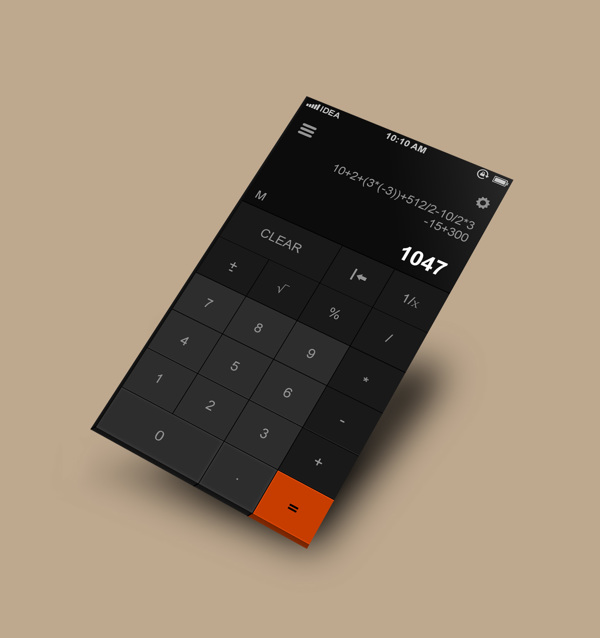 IDEA 10:10 AM
10+2+(3*(-3))+512/2-10/2*3
-15+300
M
1047
CLEAR |← 1/x
± √ % /
7 8 9 *
4 5 6 -
1 2 3 +
0 . =